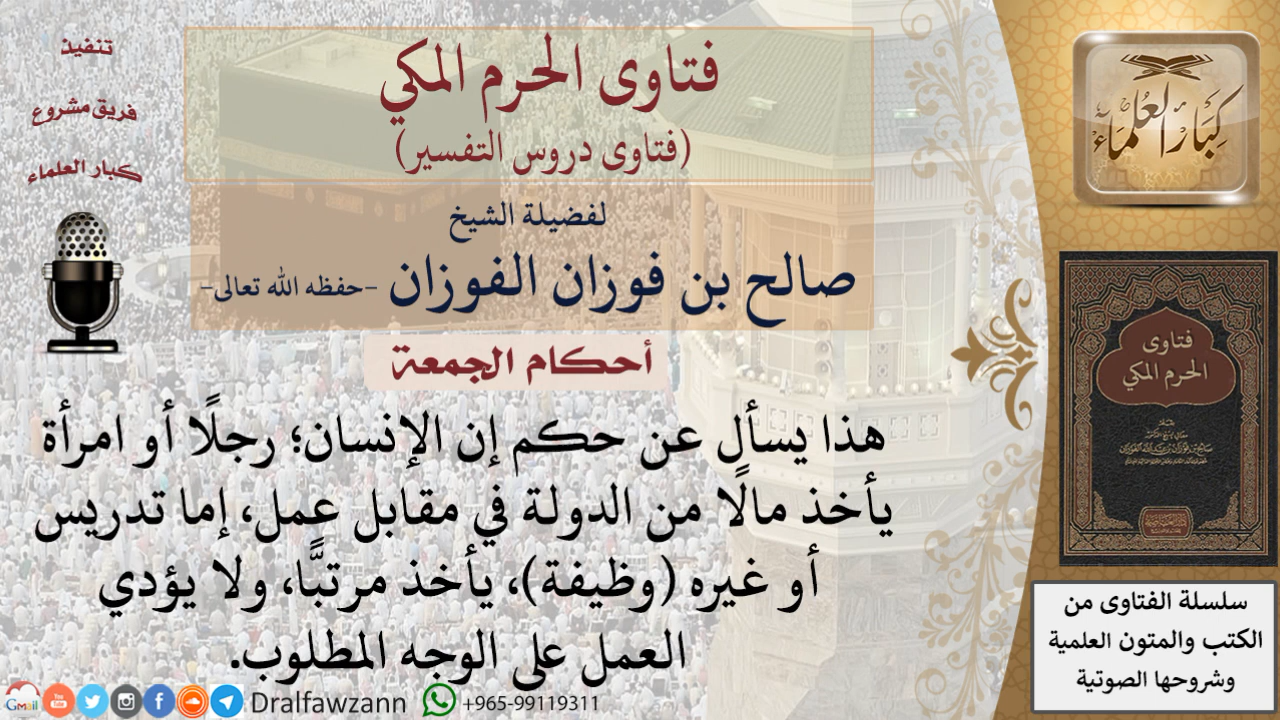 تنفيذ
فريق مشروع
كبار العلماء
فتاوى الحرم المكي
(فتاوى دروس التفسير)
لفضيلة الشيخ
صالح بن فوزان الفوزان -حفظه الله تعالى-
أحكام الجمعة
هذا يسأل عن حكم إن الإنسان؛ رجلًا أو امرأة
يأخذ مالًا من الدولة في مقابل عمل، إما تدريس
أو غيره (وظيفة)، يأخذ مرتبًّا، ولا يؤدي
العمل على الوجه المطلوب.
كبار العلماء
فتاوى
الحرم المكي
سلسلة الفتاوى من
الكتب والمتون العلمية
وشروحها الصوتية
Gmail
You Tube
Dralfawzann
+965-99119311